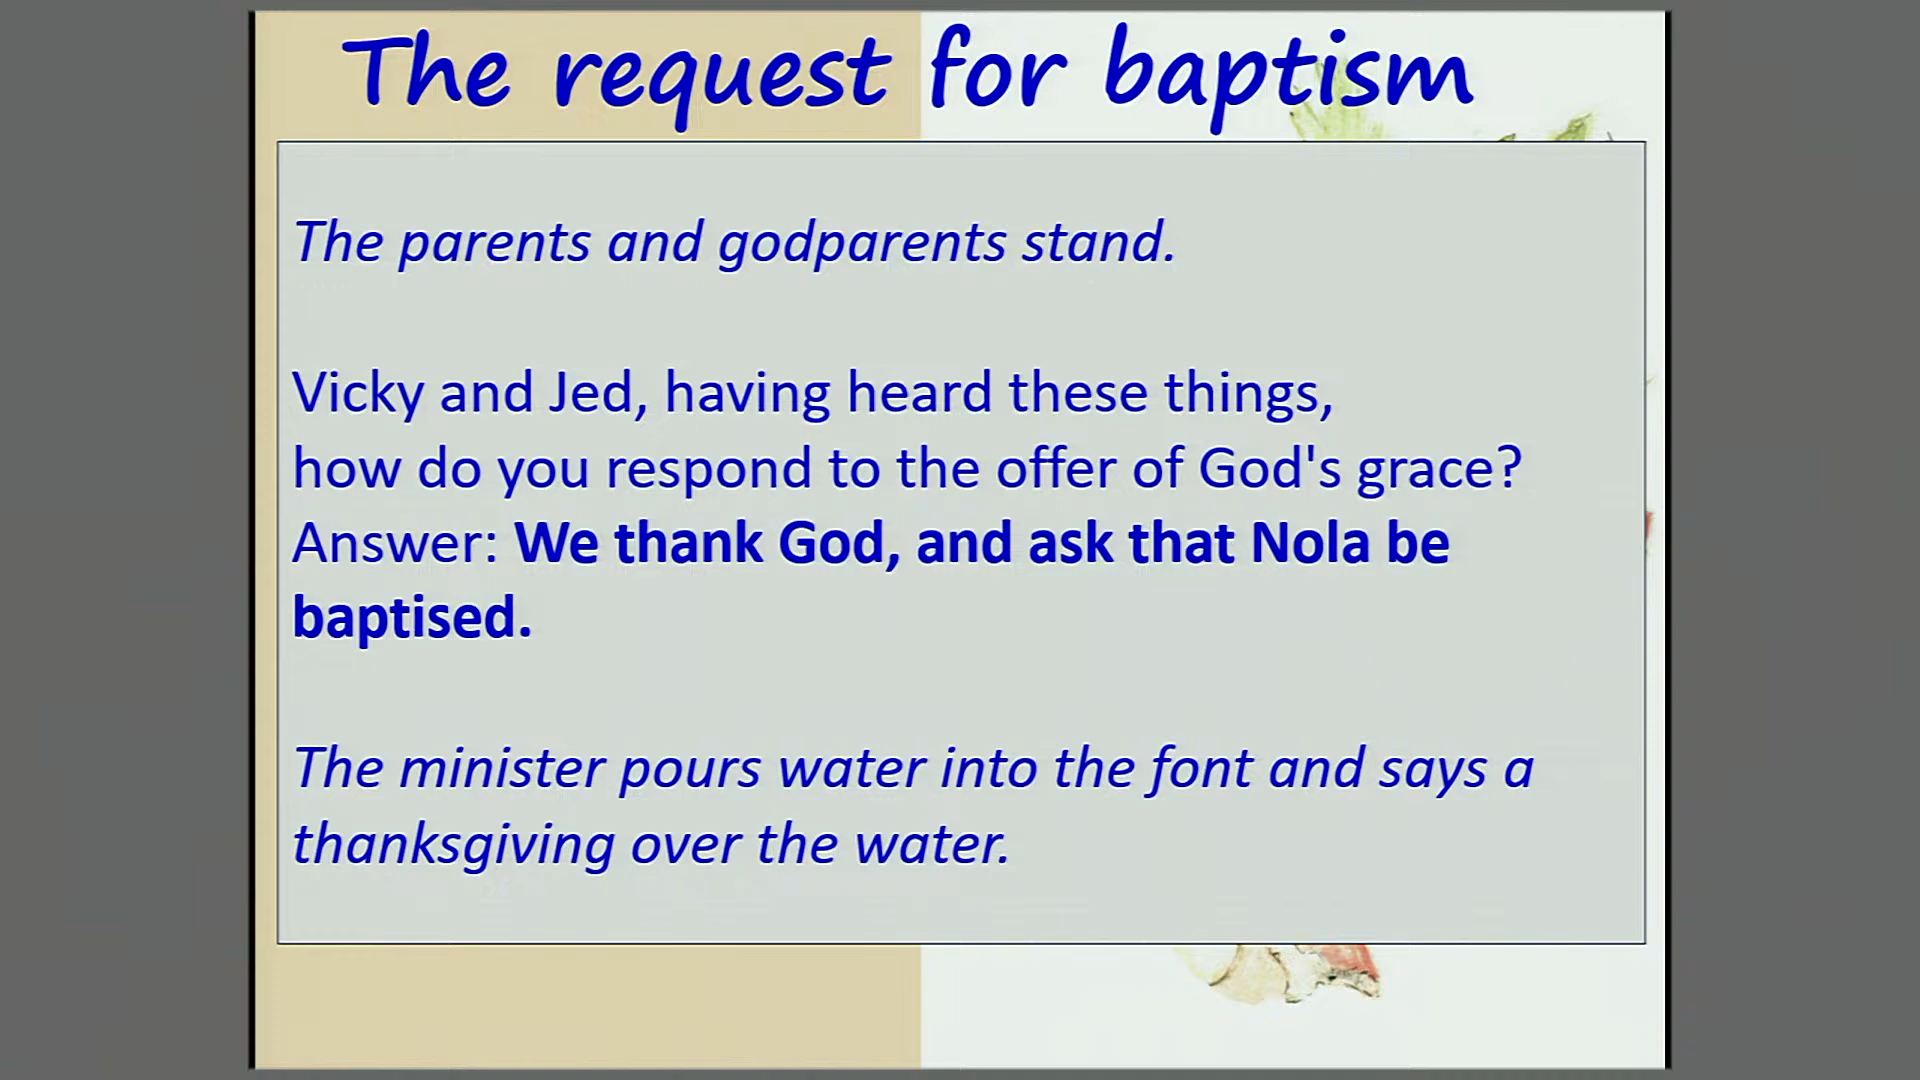 The request for baptism
The parents and godparents stand.
Vicky and Jed, having heard these things,
how do you respond to the offer of God's grace?
Answer: We thank God, and ask that Nola be
baptised.
The minister pours water into the font and says a
thanksgiving over the water.